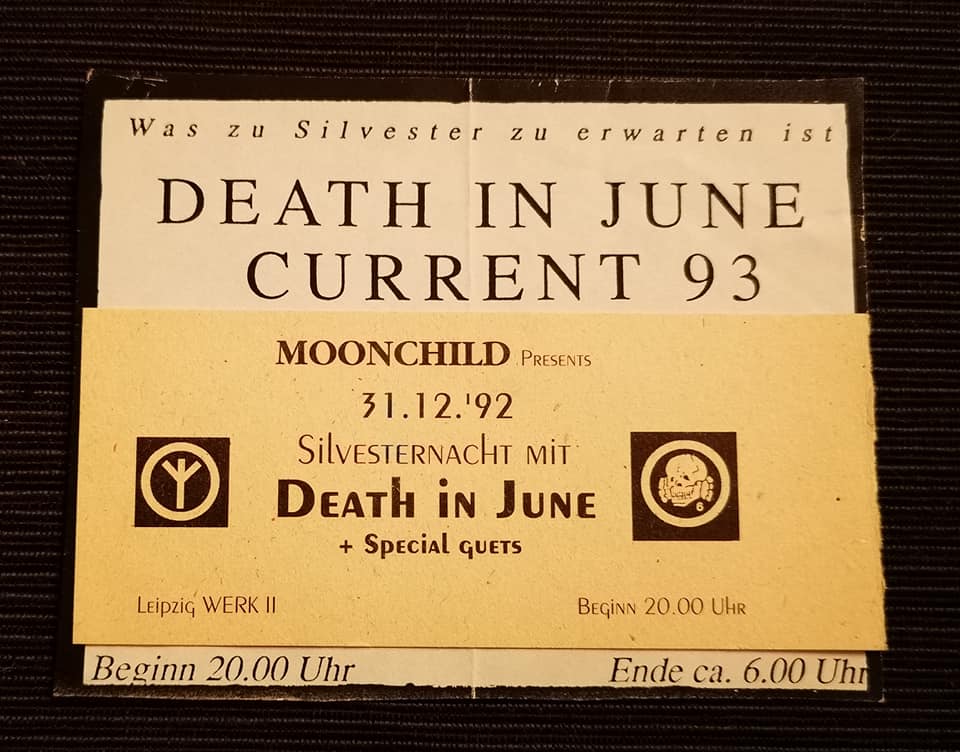 Was zu Silvester zu erwarten ist
DEATH IN JUNE
CURRENT 93
MOONCHILD PRESENTS
31.12.'92
SILVESTERNACHT MIT
DEATH IN JUNE
+ SPECIAL GUETS
6
Leipzig WERK II
BEGINN 20.00 UHR
Beginn 20.00 Uhr
Ende ca. 6.00 Uhr